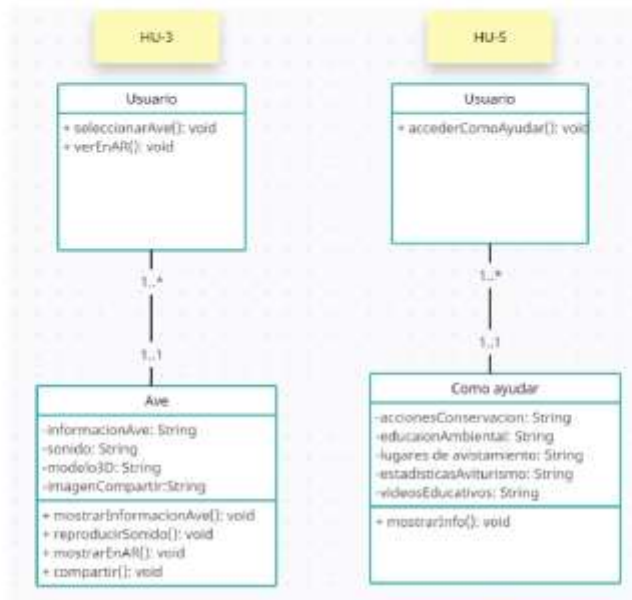 HU-3
Usuario
+ seleccionarAve(): void
+ verEnAR(): void
1..*
1..1
Ave
-informacionAve: String
-sonido: String
-modelo3D: String
-imagenCompartir:String
+ mostrarInformacionAve(): void
+ reproducirSonido(): void
+ mostrarEnAR(): void
+ compartir(): void
HU-5
Usuario
+ accederComoAyudar(): void
1..*
1..1
Como ayudar
-accionesConservacion: String
-educaionAmbiental: String
-lugares de avistamiento: String
-estadisticasAviturismo: String
-videosEducativos: String
+ mostrarInfo(): void